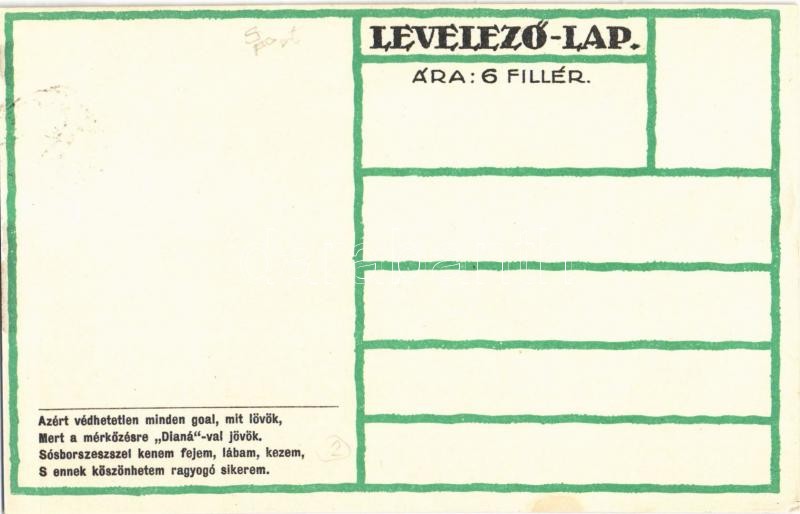 LEVELEZŐ-LAP.
ÁRA: 6 FILLÉR.
Azért védhetetlen minden goal, mit lövök,
Mert a mérkőzésre „Dianá“-val jövök.
Sósborszeszszel kenem fejem, lábam, kezem,
S ennek köszönhetem ragyogó sikerem.
2